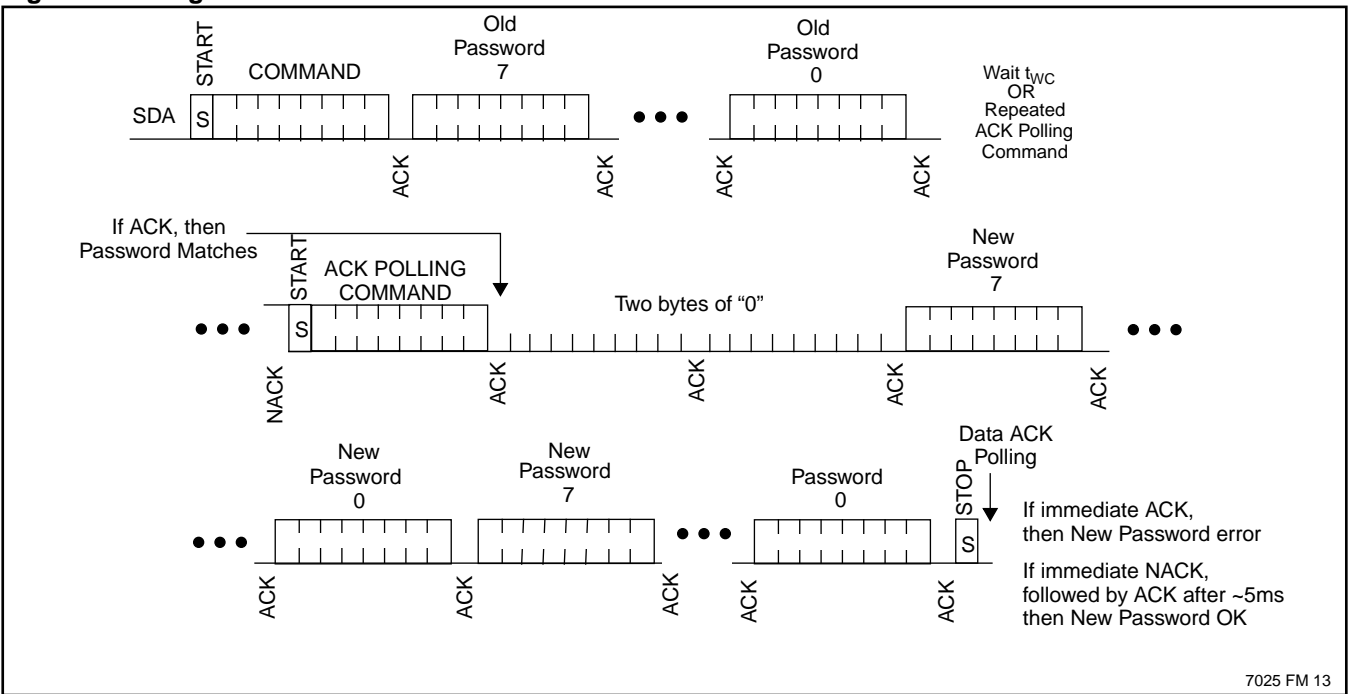 START
COMMAND
Old
Password
7
Old
Password
0
Wait tWC
OR
Repeated
ACK Polling
Command
SDA
S
ACK
ACK
ACK
ACK
If ACK, then
Password Matches
START
ACK POLLING
COMMAND
Two bytes of “0”
New
Password
7
S
NACK
ACK
ACK
ACK
ACK
New
Password
0
New
Password
7
Password
0
STOP
Data ACK
Polling
S
If immediate ACK,
then New Password error
If immediate NACK,
followed by ACK after ~5ms
then New Password OK
ACK
ACK
ACK
ACK
ACK
7025 FM 13